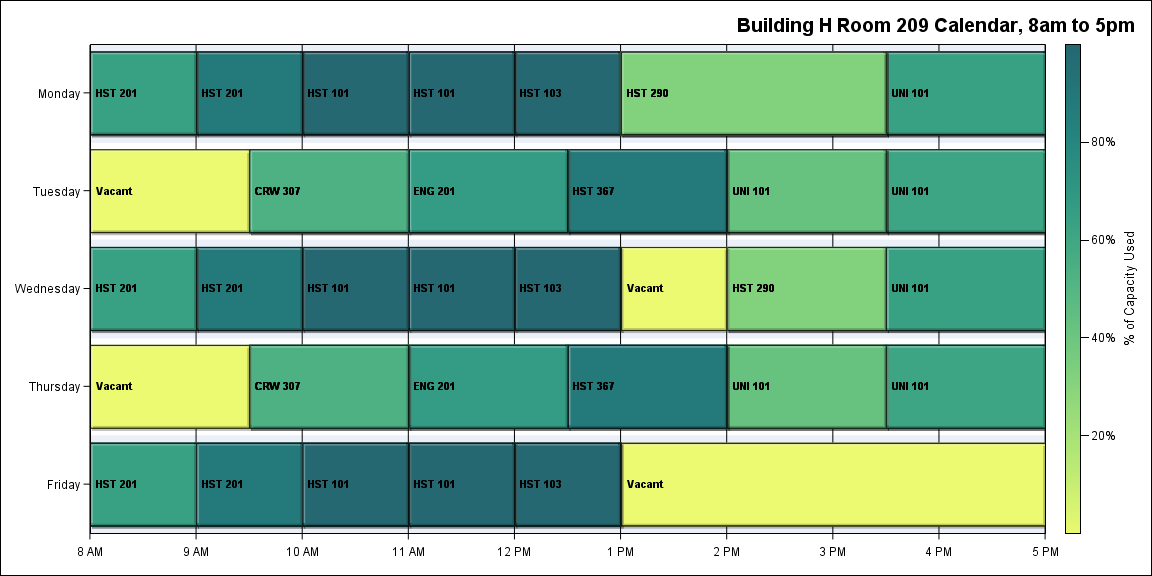 Building H Room 209 Calendar, 8am to 5pm
Monday
HST 201
HST 201
HST 101
HST 101
HST 103
HST 290
UNI 101
Tuesday
Vacant
CRW 307
ENG 201
HST 367
UNI 101
UNI 101
Wednesday
HST 201
HST 201
HST 101
HST 101
HST 103
Vacant
HST 290
UNI 101
Thursday
Vacant
CRW 307
ENG 201
HST 367
UNI 101
UNI 101
Friday
HST 201
HST 201
HST 101
HST 101
HST 103
Vacant
8 AM
9 AM
10 AM
11 AM
12 PM
1 PM
2 PM
3 PM
4 PM
5 PM
80%
60%
40%
20%
% of Capacity Used